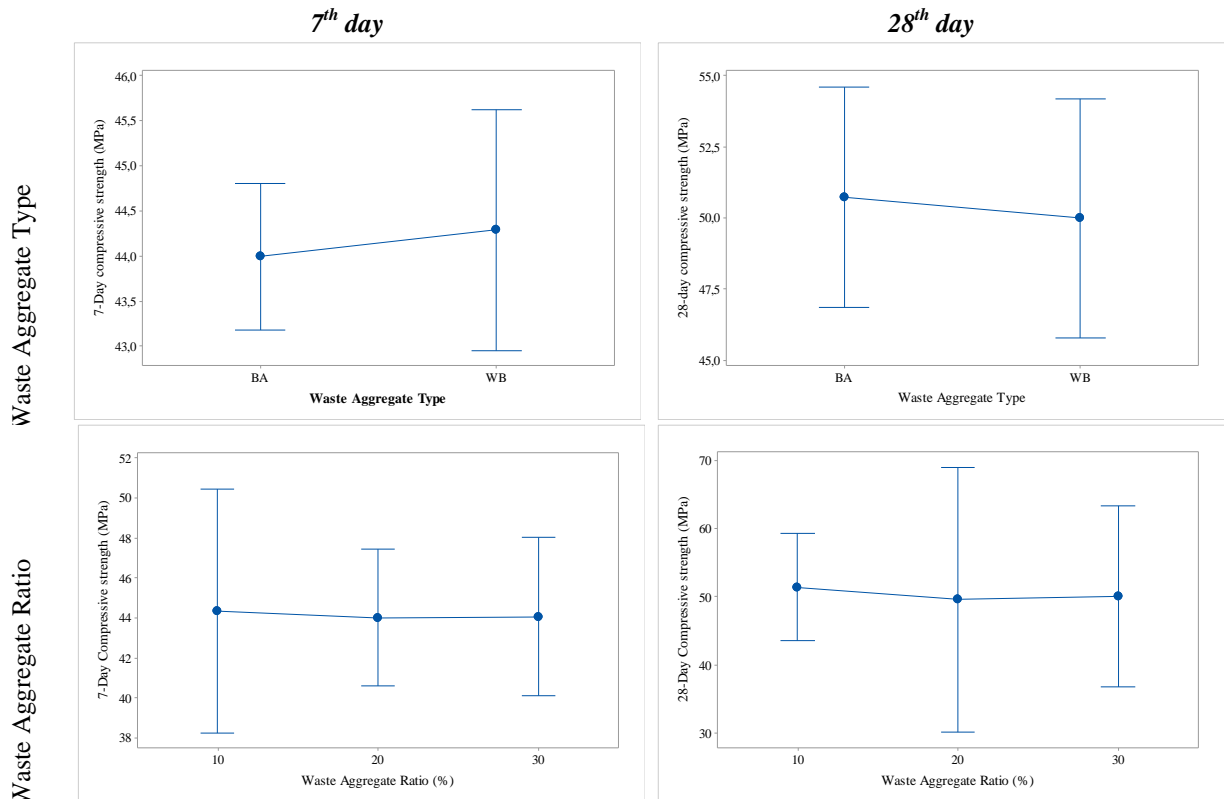 7th day
28th day
Waste Aggregate Type
7-Day compressive strength (MPa)
46,0
45,5
45,0
44,5
44,0
43,5
43,0
BA
WB
Waste Aggregate Type
28-day compressive strength (MPa)
55,0
52,5
50,0
47,5
45,0
BA
WB
Waste Aggregate Type
Waste Aggregate Ratio
7-Day Compressive strength (MPa)
52
50
48
46
44
42
40
38
10
20
30
Waste Aggregate Ratio (%)
28-Day Compressive strength (MPa)
70
60
50
40
30
10
20
30
Waste Aggregate Ratio (%)